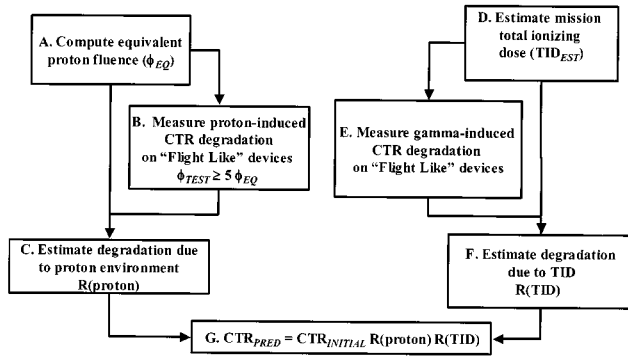 A. Compute equivalent
proton fluence (ϕEQ)
B. Measure proton-induced
CTR degradation
on “Flight Like” devices
ϕTEST ≥ 5 ϕEQ
C. Estimate degradation due
to proton environment
R(proton)
D. Estimate mission
total ionizing
dose (TIDEST)
E. Measure gamma-induced
CTR degradation
on “Flight Like” devices
F. Estimate degradation
due to TID
R(TID)
G. CTRPRED = CTRINITIAL R(proton) R(TID)